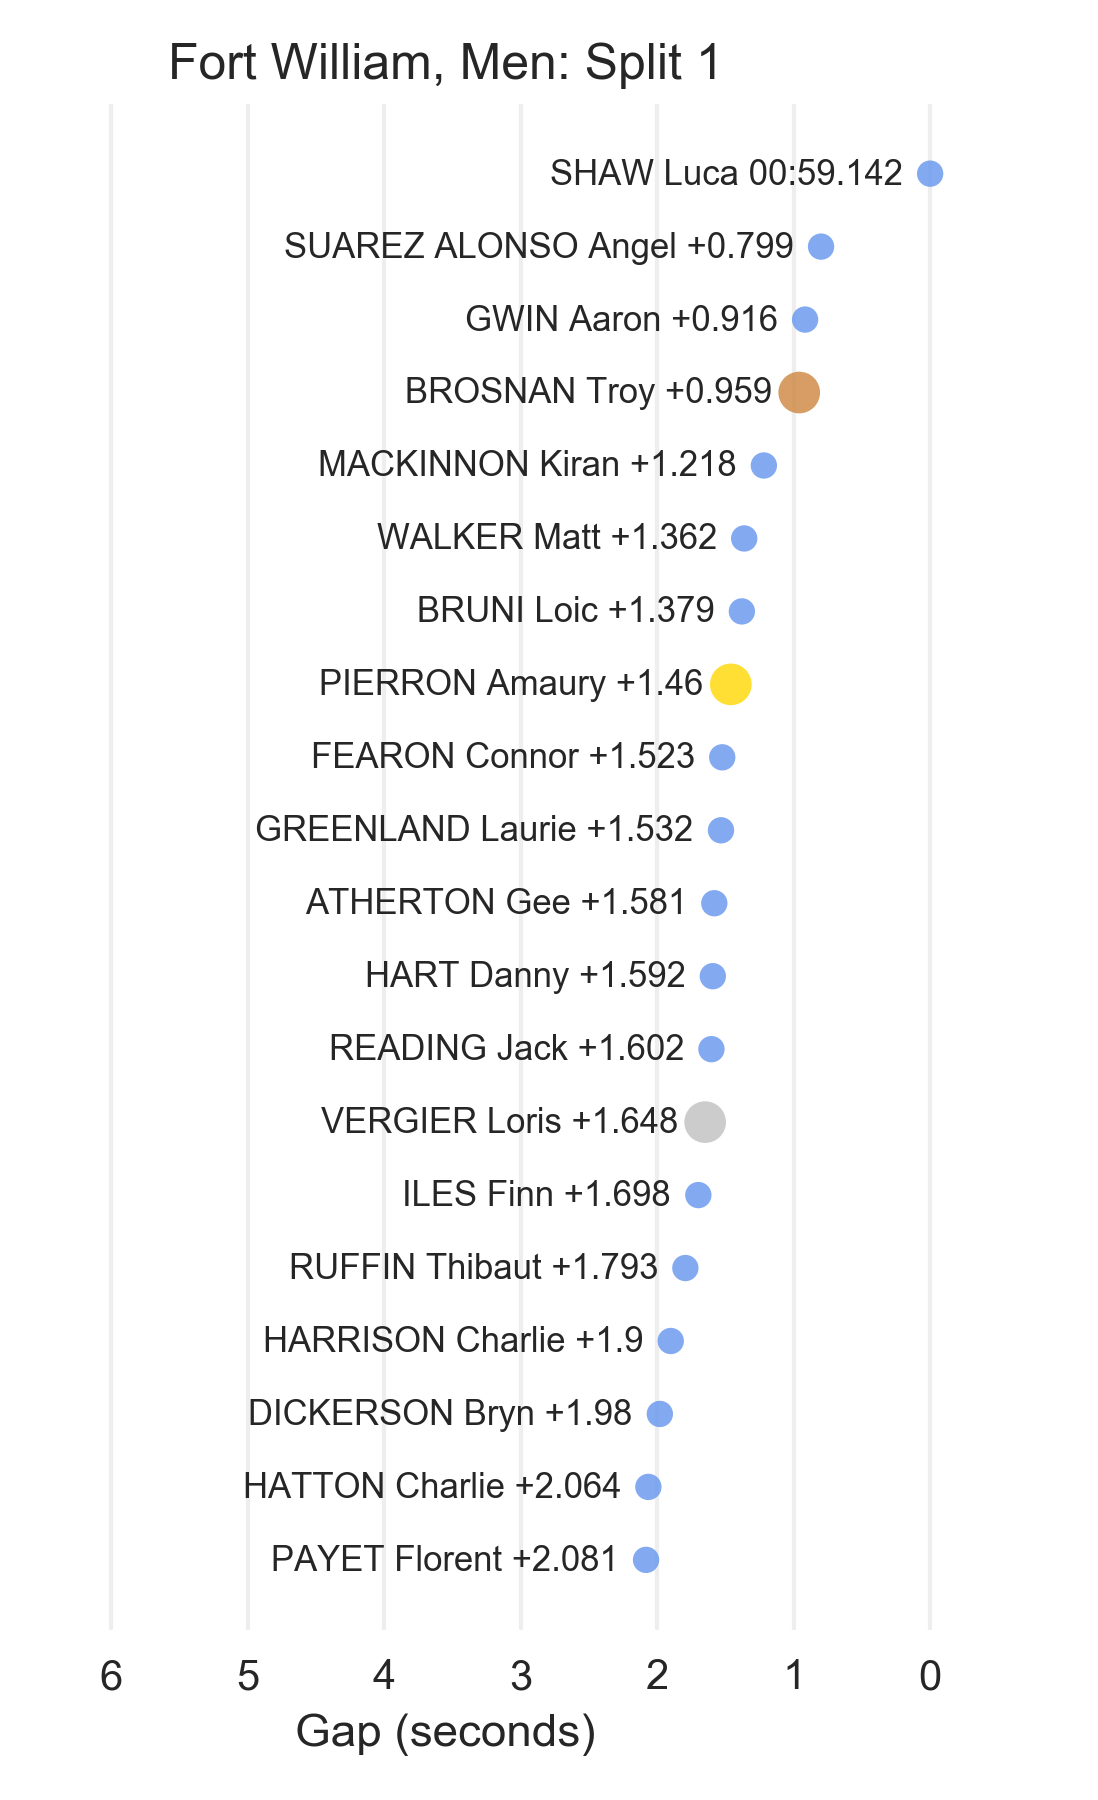 Fort William, Men: Split 1
SHAW Luca 00:59.142
SUAREZ ALONSO Angel +0.799
GWIN Aaron +0.916
BROSNAN Troy +0.959
MACKINNON Kiran +1.218
WALKER Matt +1.362
BRUNI Loic +1.379
PIERRON Amaury +1.46
FEARON Connor +1.523
GREENLAND Laurie +1.532
ATHERTON Gee +1.581
HART Danny +1.592
READING Jack +1.602
VERGIER Loris +1.648
ILES Finn +1.698
RUFFIN Thibaut +1.793
HARRISON Charlie +1.9
DICKERSON Bryn +1.98
HATTON Charlie +2.064
PAYET Florent +2.081
6 5 4 3 2 1 0
Gap (seconds)